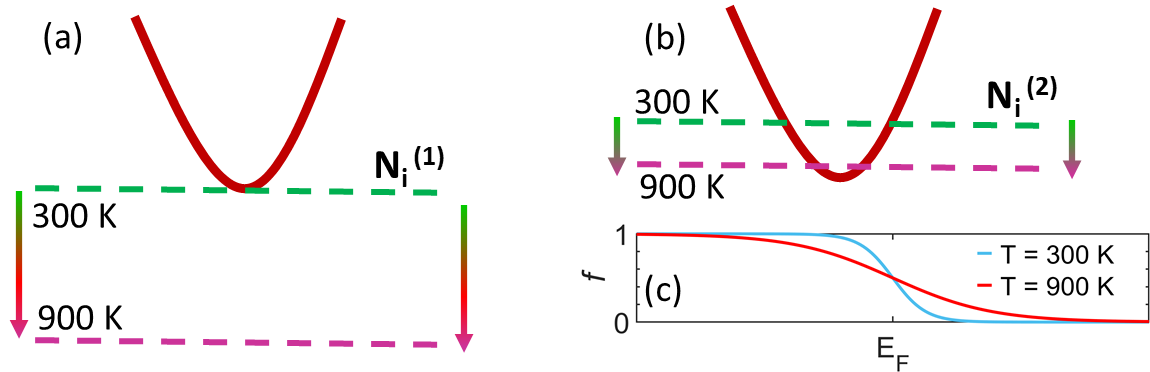 (a)
N_i^(1)
300 K
900 K
(b)
300 K
N_i^(2)
900 K
1
f
0
(c)
T = 300 K
T = 900 K
E_F